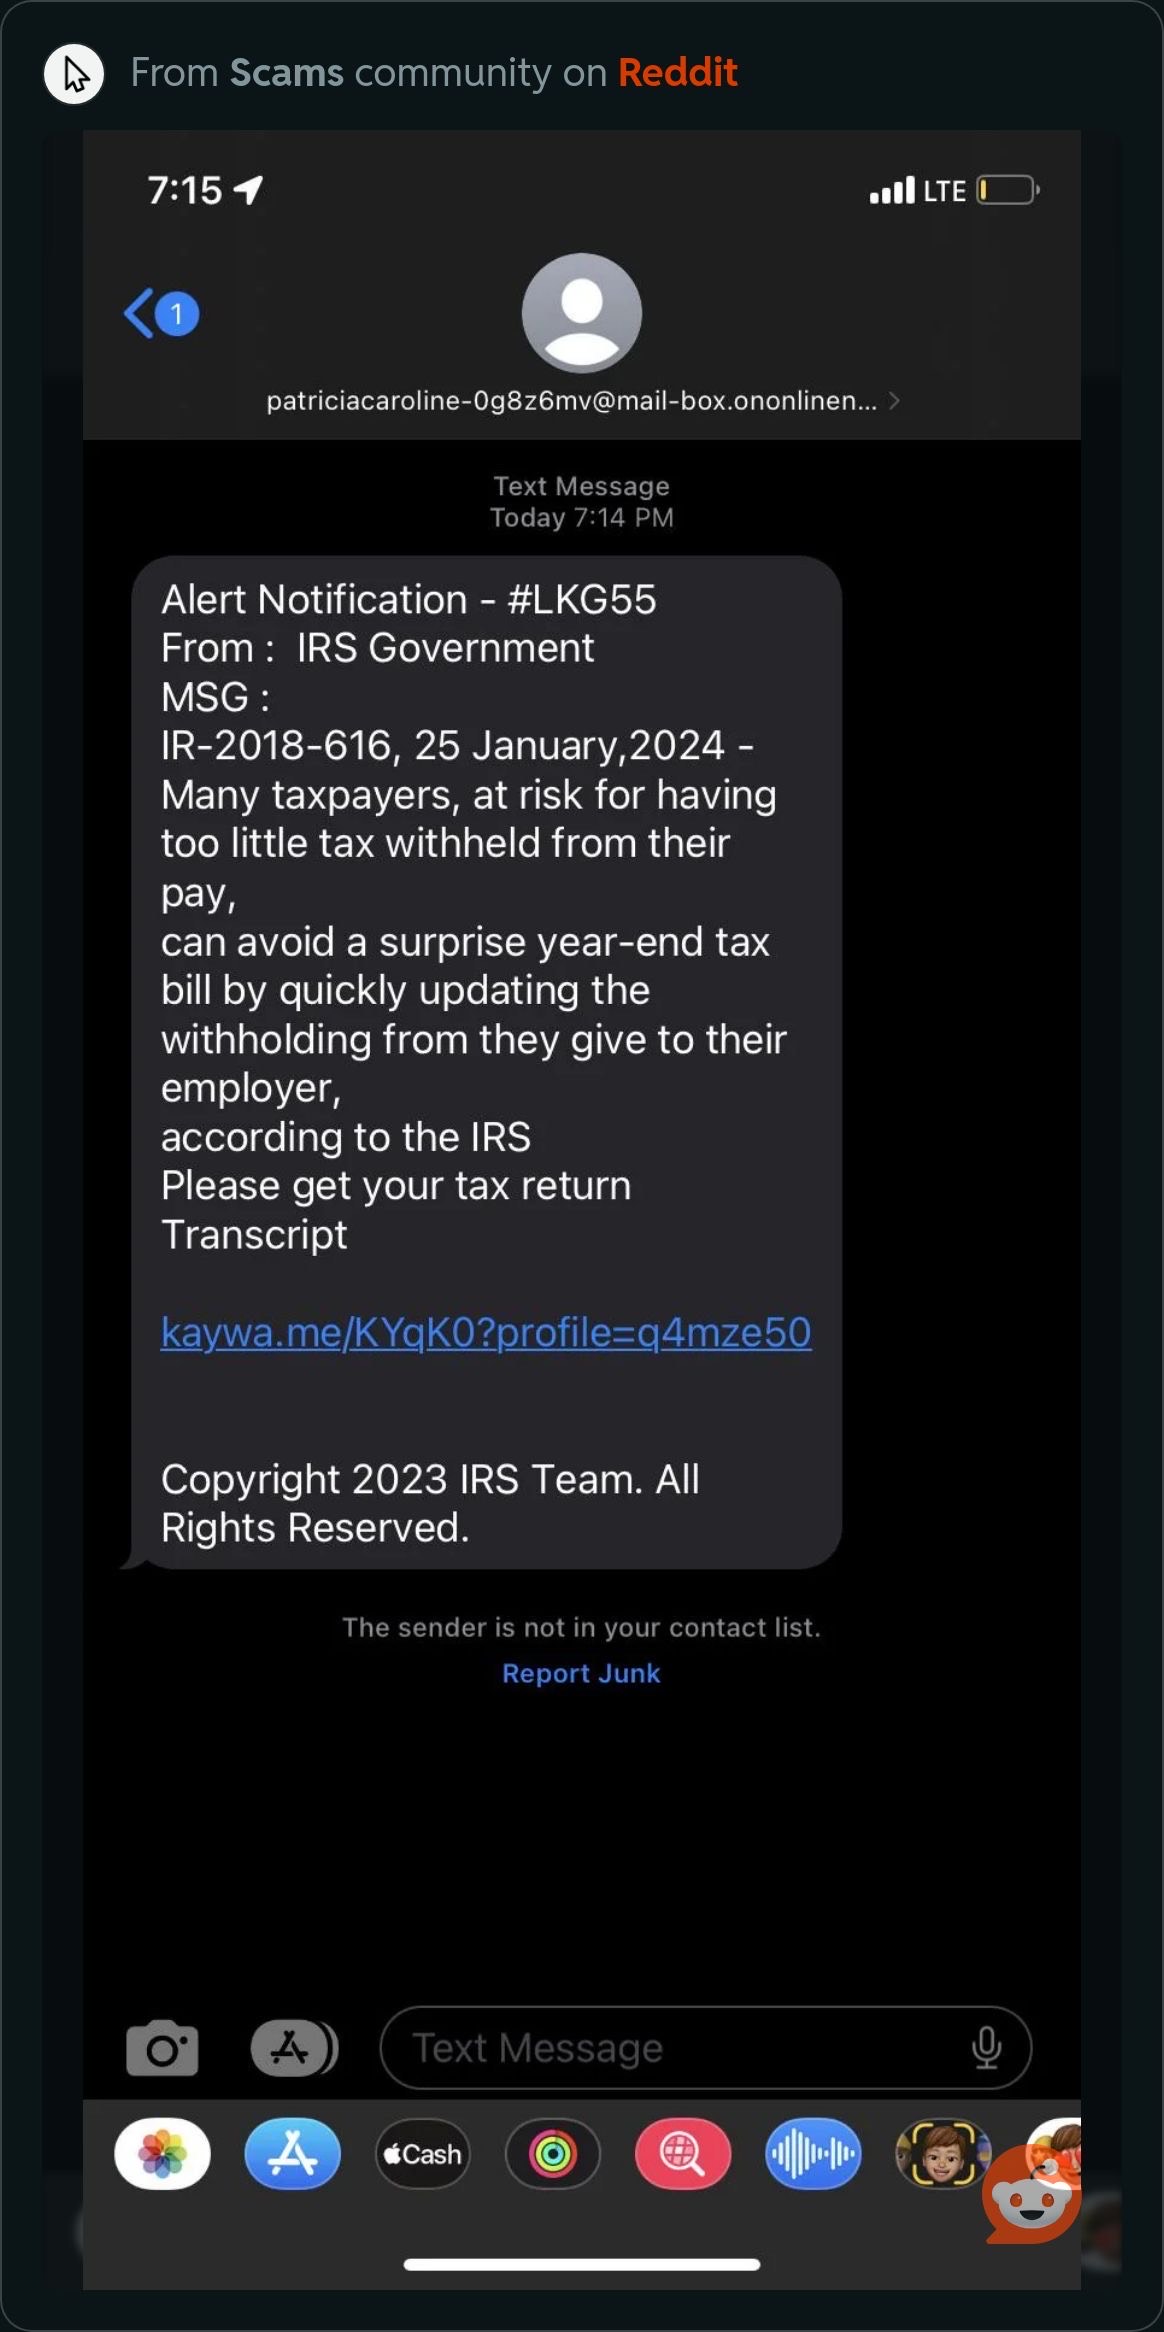 From Scams community on Reddit
7:15
LTE
1
patriciacaroline-0g8z6mv@mail-box.ononlinen...
Text Message
Today 7:14 PM
Alert Notification - #LKG55
From :  IRS Government
MSG :
IR-2018-616, 25 January,2024 -
Many taxpayers, at risk for having
too little tax withheld from their
pay,
can avoid a surprise year-end tax
bill by quickly updating the
withholding from they give to their
employer,
according to the IRS
Please get your tax return
Transcript
kaywa.me/KYqK0?profile=q4mze50
Copyright 2023 IRS Team. All
Rights Reserved.
The sender is not in your contact list.
Report Junk
Text Message
Cash